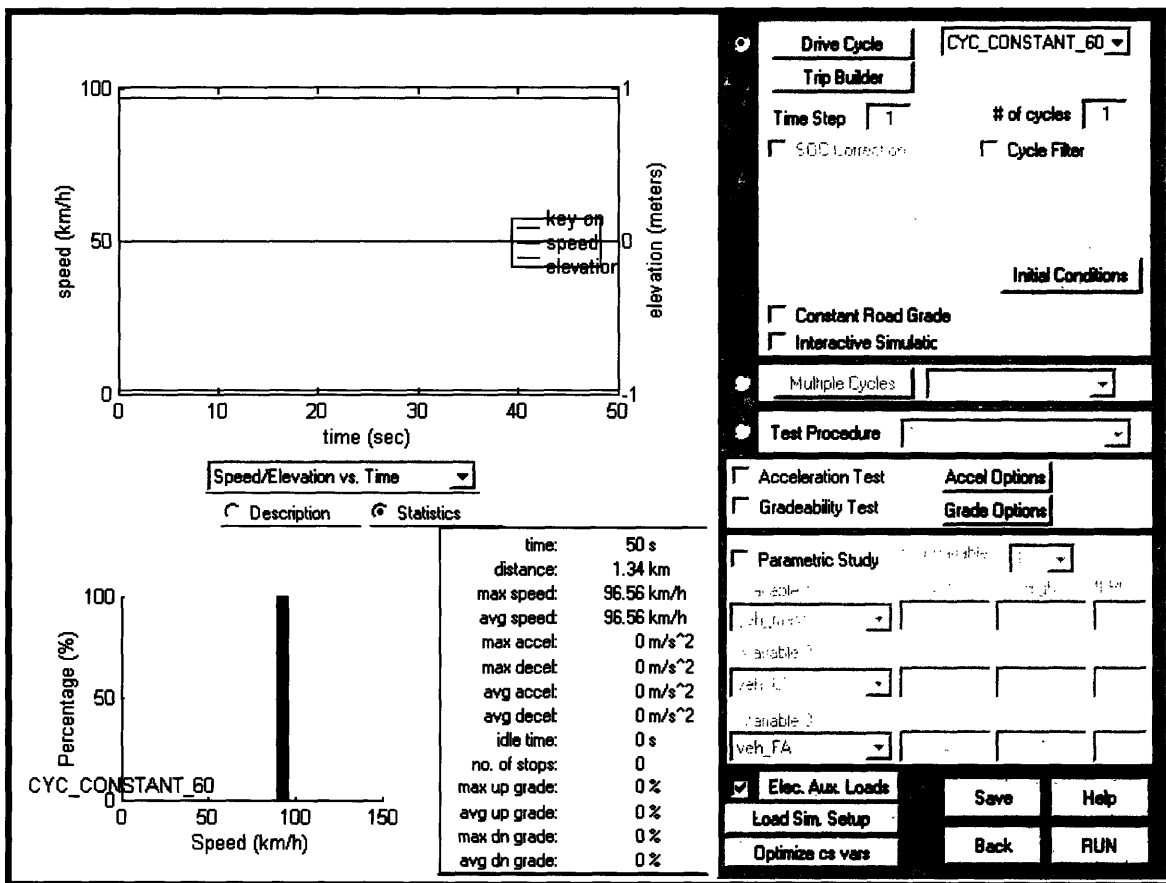 100
50
0
speed (km/h)
0 10 20 30 40 50
time (sec)
1
0
-1
elevation (meters)
key on
speed
elevation
Speed/Elevation vs. Time
Description Statistics
100
50
0
Percentage (%)
CYC_CONSTANT_60
0 50 100 150
Speed (km/h)
time: 50 s
distance: 1.34 km
max speed: 96.56 km/h
avg speed: 96.56 km/h
max accel: 0 m/s^2
max decel: 0 m/s^2
avg accel: 0 m/s^2
avg decel: 0 m/s^2
idle time: 0 s
no. of stops: 0
max up grade: 0 %
avg up grade: 0 %
max dn grade: 0 %
avg dn grade: 0 %
Drive Cycle CYC_CONSTANT_60
Trip Builder
Time Step 1 # of cycles 1
SOC Correction Cycle Filter
Initial Conditions
Constant Road Grade
Interactive Simulatic
Multiple Cycles
Test Procedure
Acceleration Test Accel Options
Gradeability Test Grade Options
Parametric Study
veh_FA
Elec. Aux. Loads Save Help
Load Sim. Setup
Optimize cs vars Back RUN